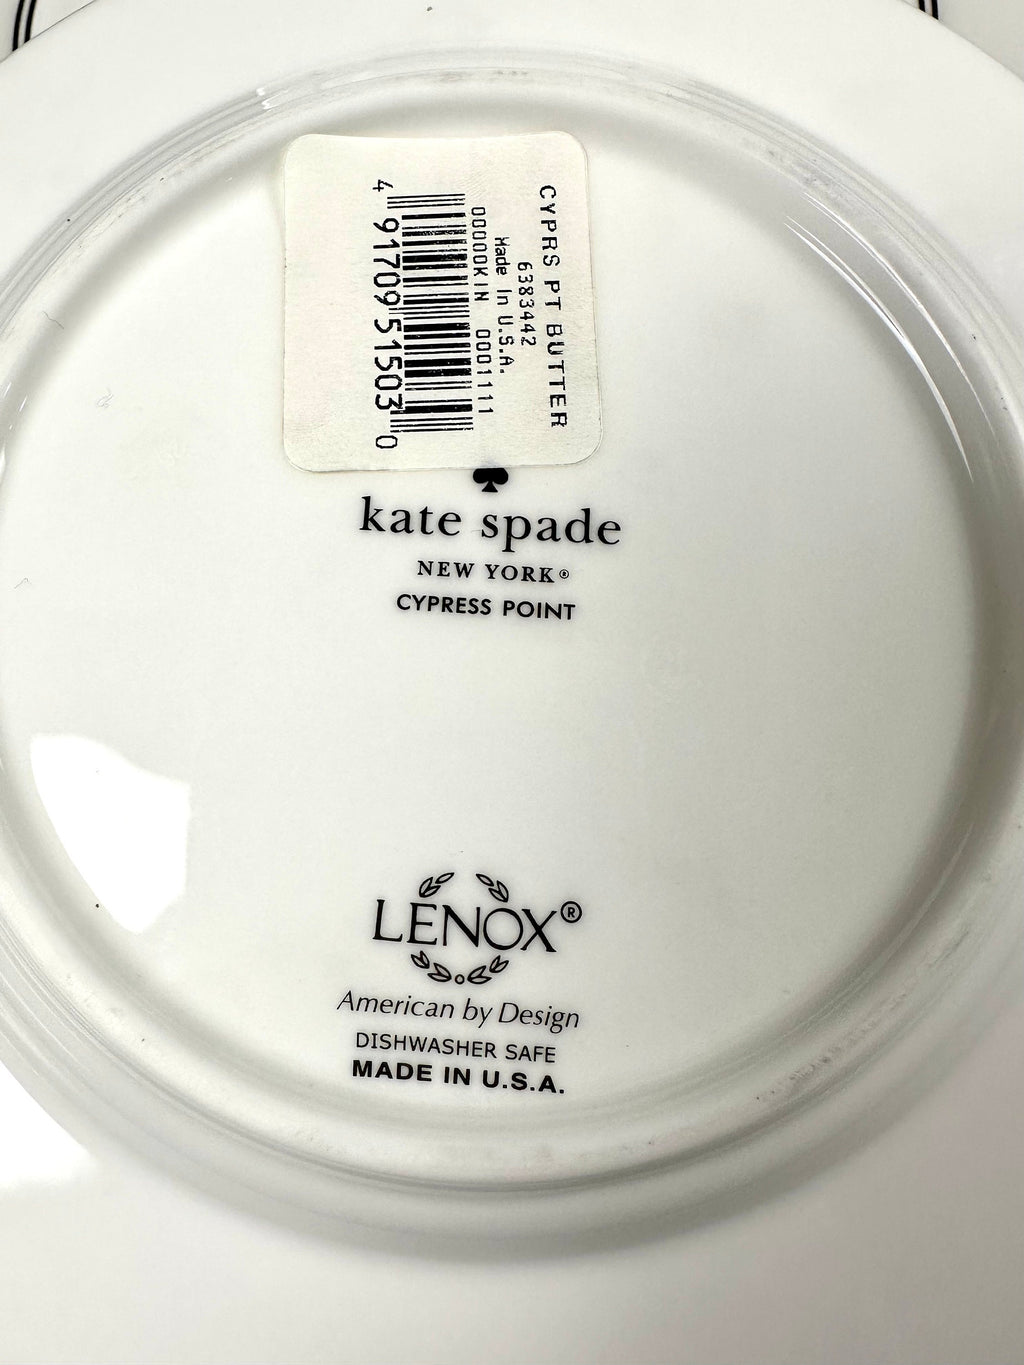 CYPRS PT BUTTER
6383442
Made In U.S.A.
00000KIN 0001111
4 91709 51503 0
kate spade
NEW YORK®
CYPRESS POINT
LENOX®
American by Design
DISHWASHER SAFE
MADE IN U.S.A.